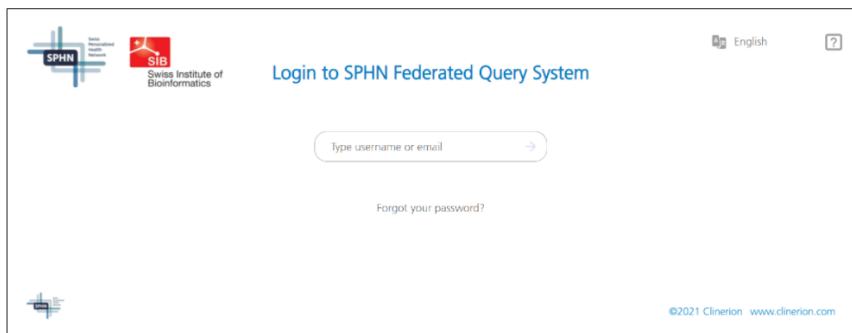 Swiss
Personalized
Health
Network
SPHN
SIB
Swiss Institute of
Bioinformatics
Login to SPHN Federated Query System
English
?
Type username or email
Forgot your password?
SPHN
©2021 Clinerion www.clinerion.com